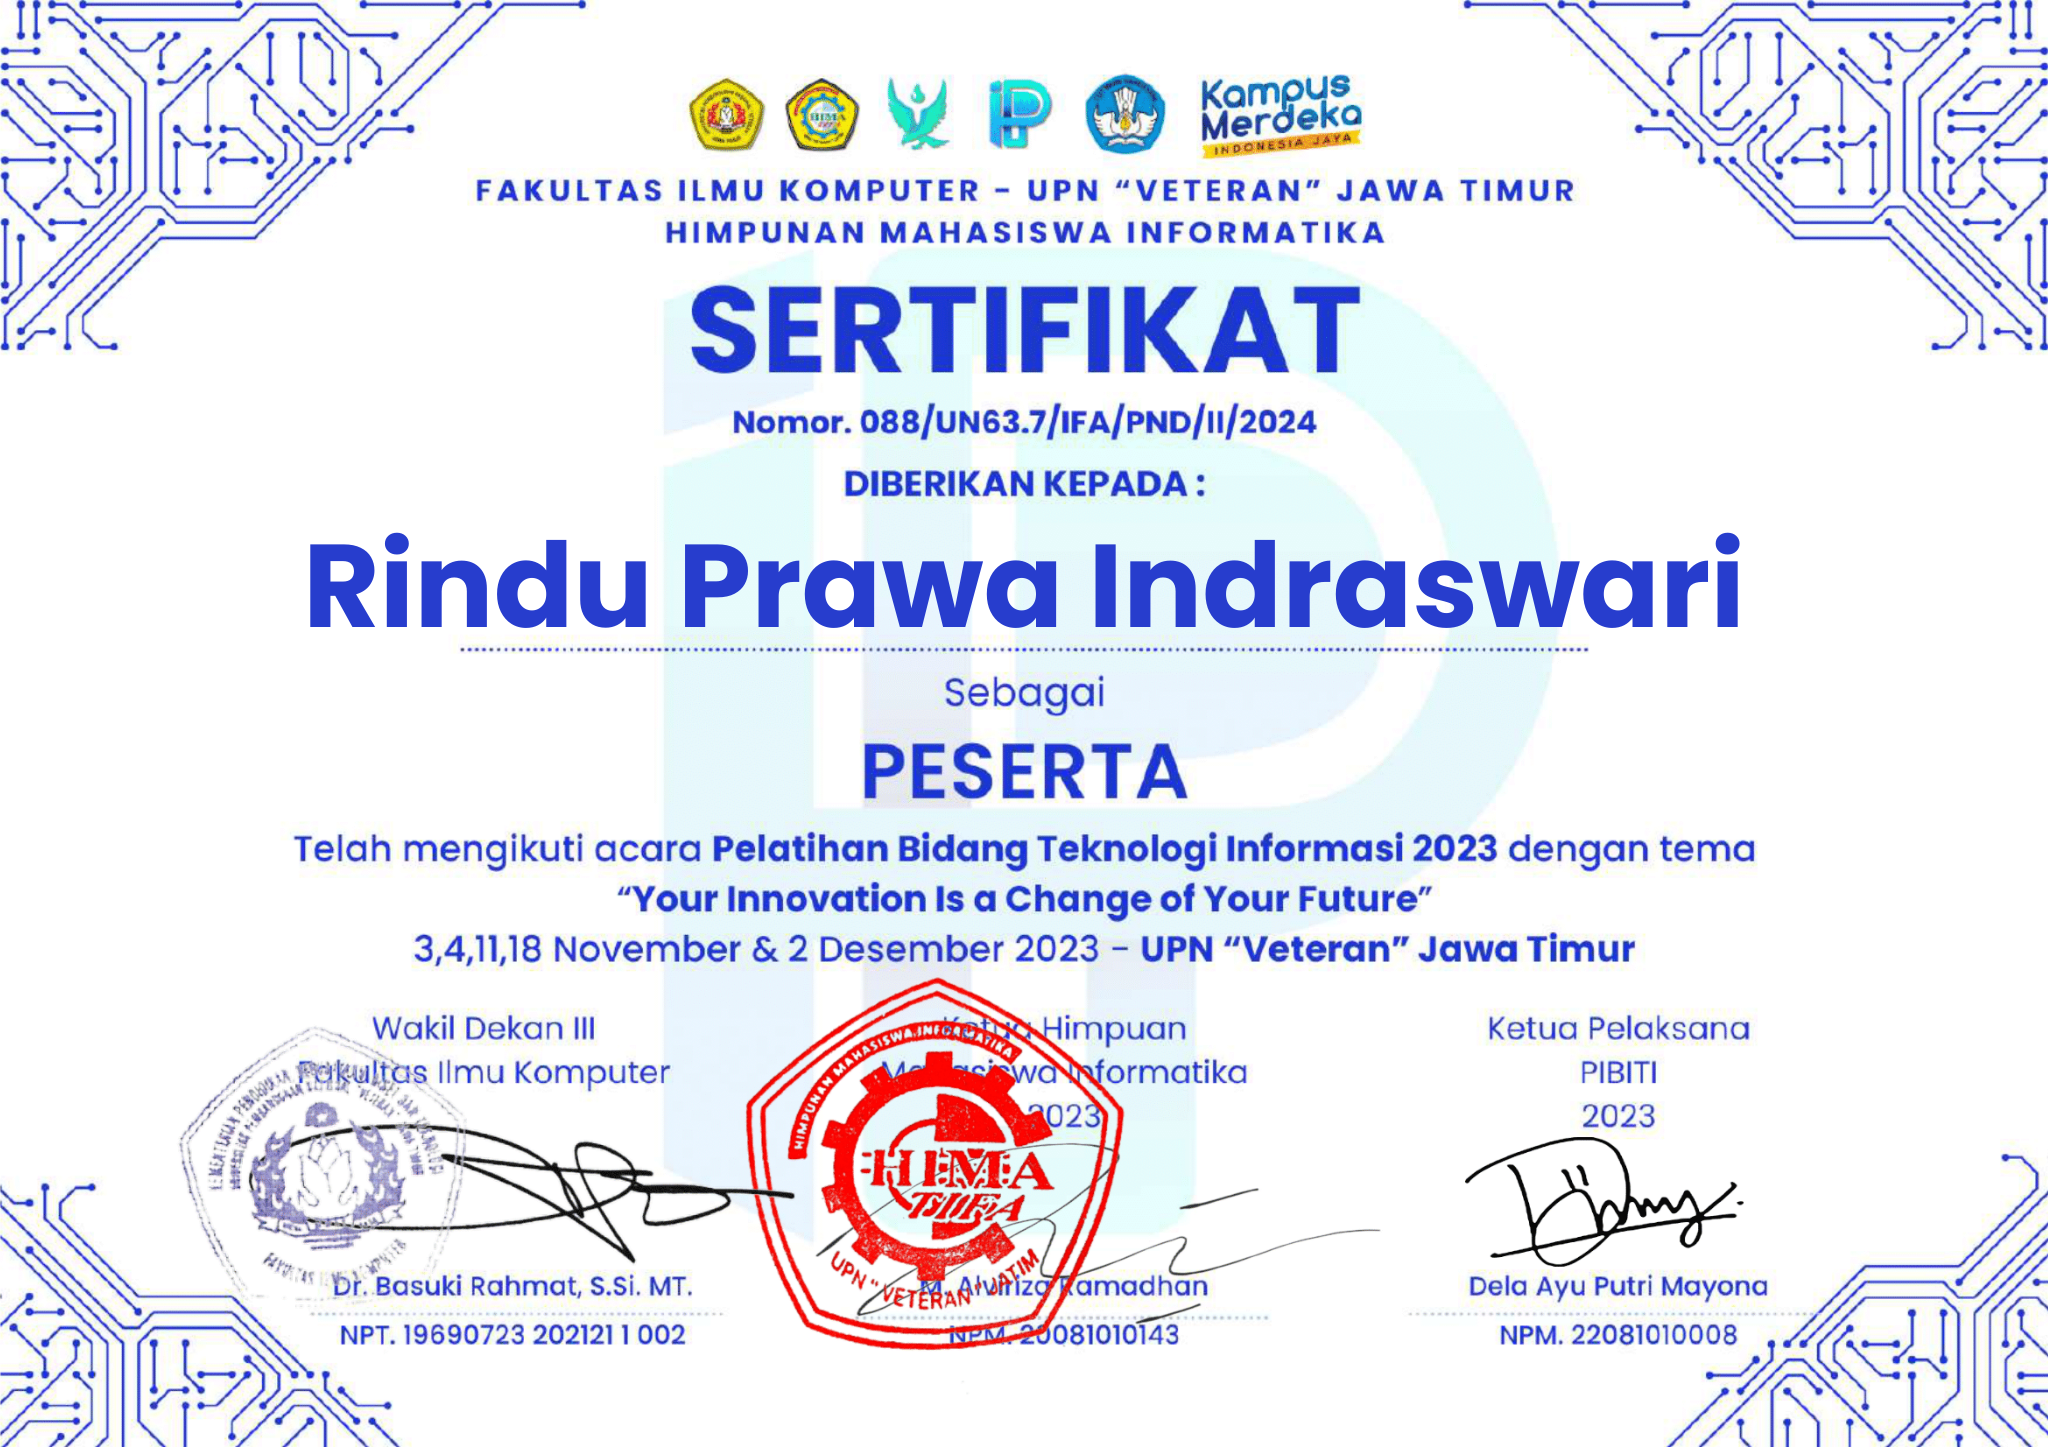 Kampus
Merdeka
INDONESIA JAYA
FAKULTAS ILMU KOMPUTER - UPN “VETERAN” JAWA TIMUR
HIMPUNAN MAHASISWA INFORMATIKA
SERTIFIKAT
Nomor. 088/UN63.7/IFA/PND/II/2024
DIBERIKAN KEPADA :
Rindu Prawa Indraswari
Sebagai
PESERTA
Telah mengikuti acara Pelatihan Bidang Teknologi Informasi 2023 dengan tema
“Your Innovation Is a Change of Your Future”
3,4,11,18 November & 2 Desember 2023 - UPN “Veteran” Jawa Timur
Wakil Dekan III
Fakultas Ilmu Komputer
Dr. Basuki Rahmat, S.Si. MT.
NPT. 19690723 202121 1 002
Ketua Himpuan
Mahasiswa Informatika
2023
HIMPUNAN MAHASISWA INFORMATIKA
HIMA
UPN "VETERAN" JATIM
M. Ramadhan
NPM. 20081010143
Ketua Pelaksana
PIBITI
2023
Dela Ayu Putri Mayona
NPM. 22081010008